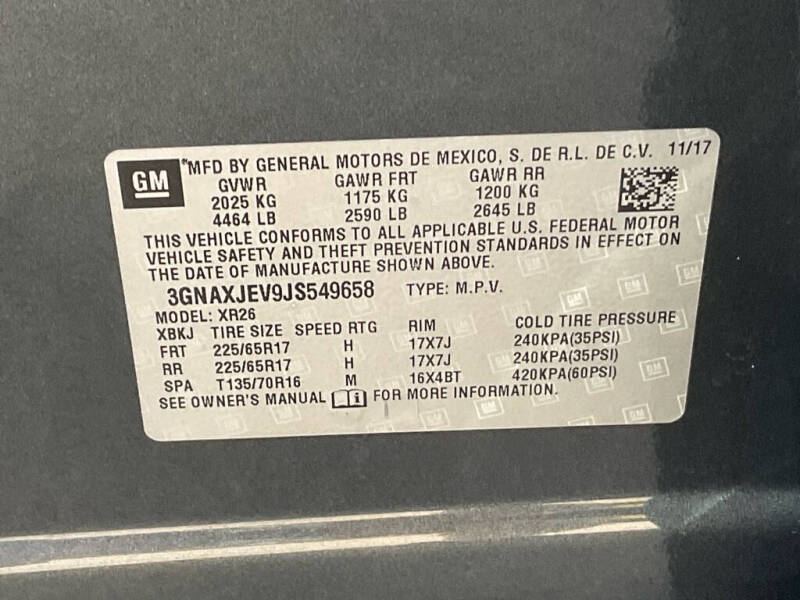 GM MFD BY GENERAL MOTORS DE MEXICO, S. DE R.L. DE C.V. 11/17
GVWR GAWR FRT GAWR RR
2025 KG 1175 KG 1200 KG
4464 LB 2590 LB 2645 LB
THIS VEHICLE CONFORMS TO ALL APPLICABLE U.S. FEDERAL MOTOR
VEHICLE SAFETY AND THEFT PREVENTION STANDARDS IN EFFECT ON
THE DATE OF MANUFACTURE SHOWN ABOVE.
3GNAXJEV9JS549658 TYPE: M.P.V.
MODEL: XR26
XBKJ TIRE SIZE SPEED RTG RIM COLD TIRE PRESSURE
FRT 225/65R17 H 17X7J 240KPA(35PSI)
RR 225/65R17 H 17X7J 240KPA(35PSI)
SPA T135/70R16 M 16X4BT 420KPA(60PSI)
SEE OWNER'S MANUAL i FOR MORE INFORMATION.